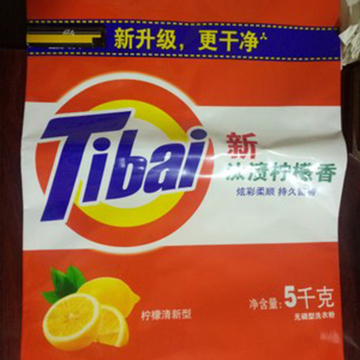 新升级，更干净
Tibai
新
冰渍柠檬香
炫彩柔顺 持久留香
柠檬清新型
净含量：5千克
无磷型洗衣粉